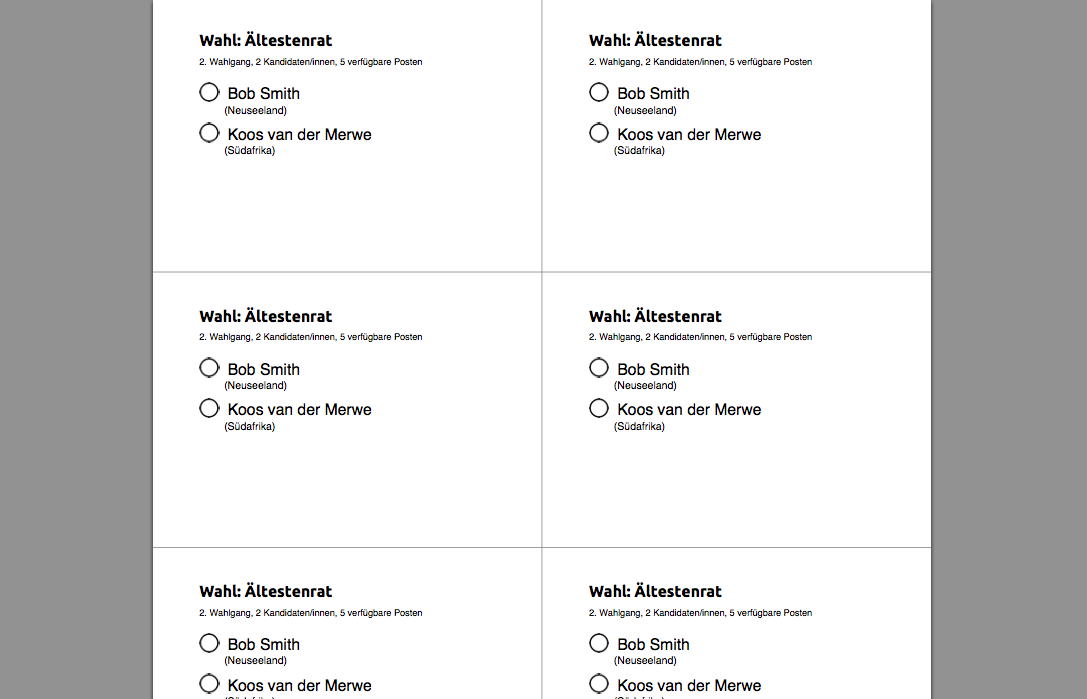 Wahl: Ältestenrat
2. Wahlgang, 2 Kandidaten/innen, 5 verfügbare Posten
Bob Smith
(Neuseeland)
Koos van der Merwe
(Südafrika)
Wahl: Ältestenrat
2. Wahlgang, 2 Kandidaten/innen, 5 verfügbare Posten
Bob Smith
(Neuseeland)
Koos van der Merwe
(Südafrika)
Wahl: Ältestenrat
2. Wahlgang, 2 Kandidaten/innen, 5 verfügbare Posten
Bob Smith
(Neuseeland)
Koos van der Merwe
(Südafrika)
Wahl: Ältestenrat
2. Wahlgang, 2 Kandidaten/innen, 5 verfügbare Posten
Bob Smith
(Neuseeland)
Koos van der Merwe
(Südafrika)
Wahl: Ältestenrat
2. Wahlgang, 2 Kandidaten/innen, 5 verfügbare Posten
Bob Smith
(Neuseeland)
Koos van der Merwe
Wahl: Ältestenrat
2. Wahlgang, 2 Kandidaten/innen, 5 verfügbare Posten
Bob Smith
(Neuseeland)
Koos van der Merwe